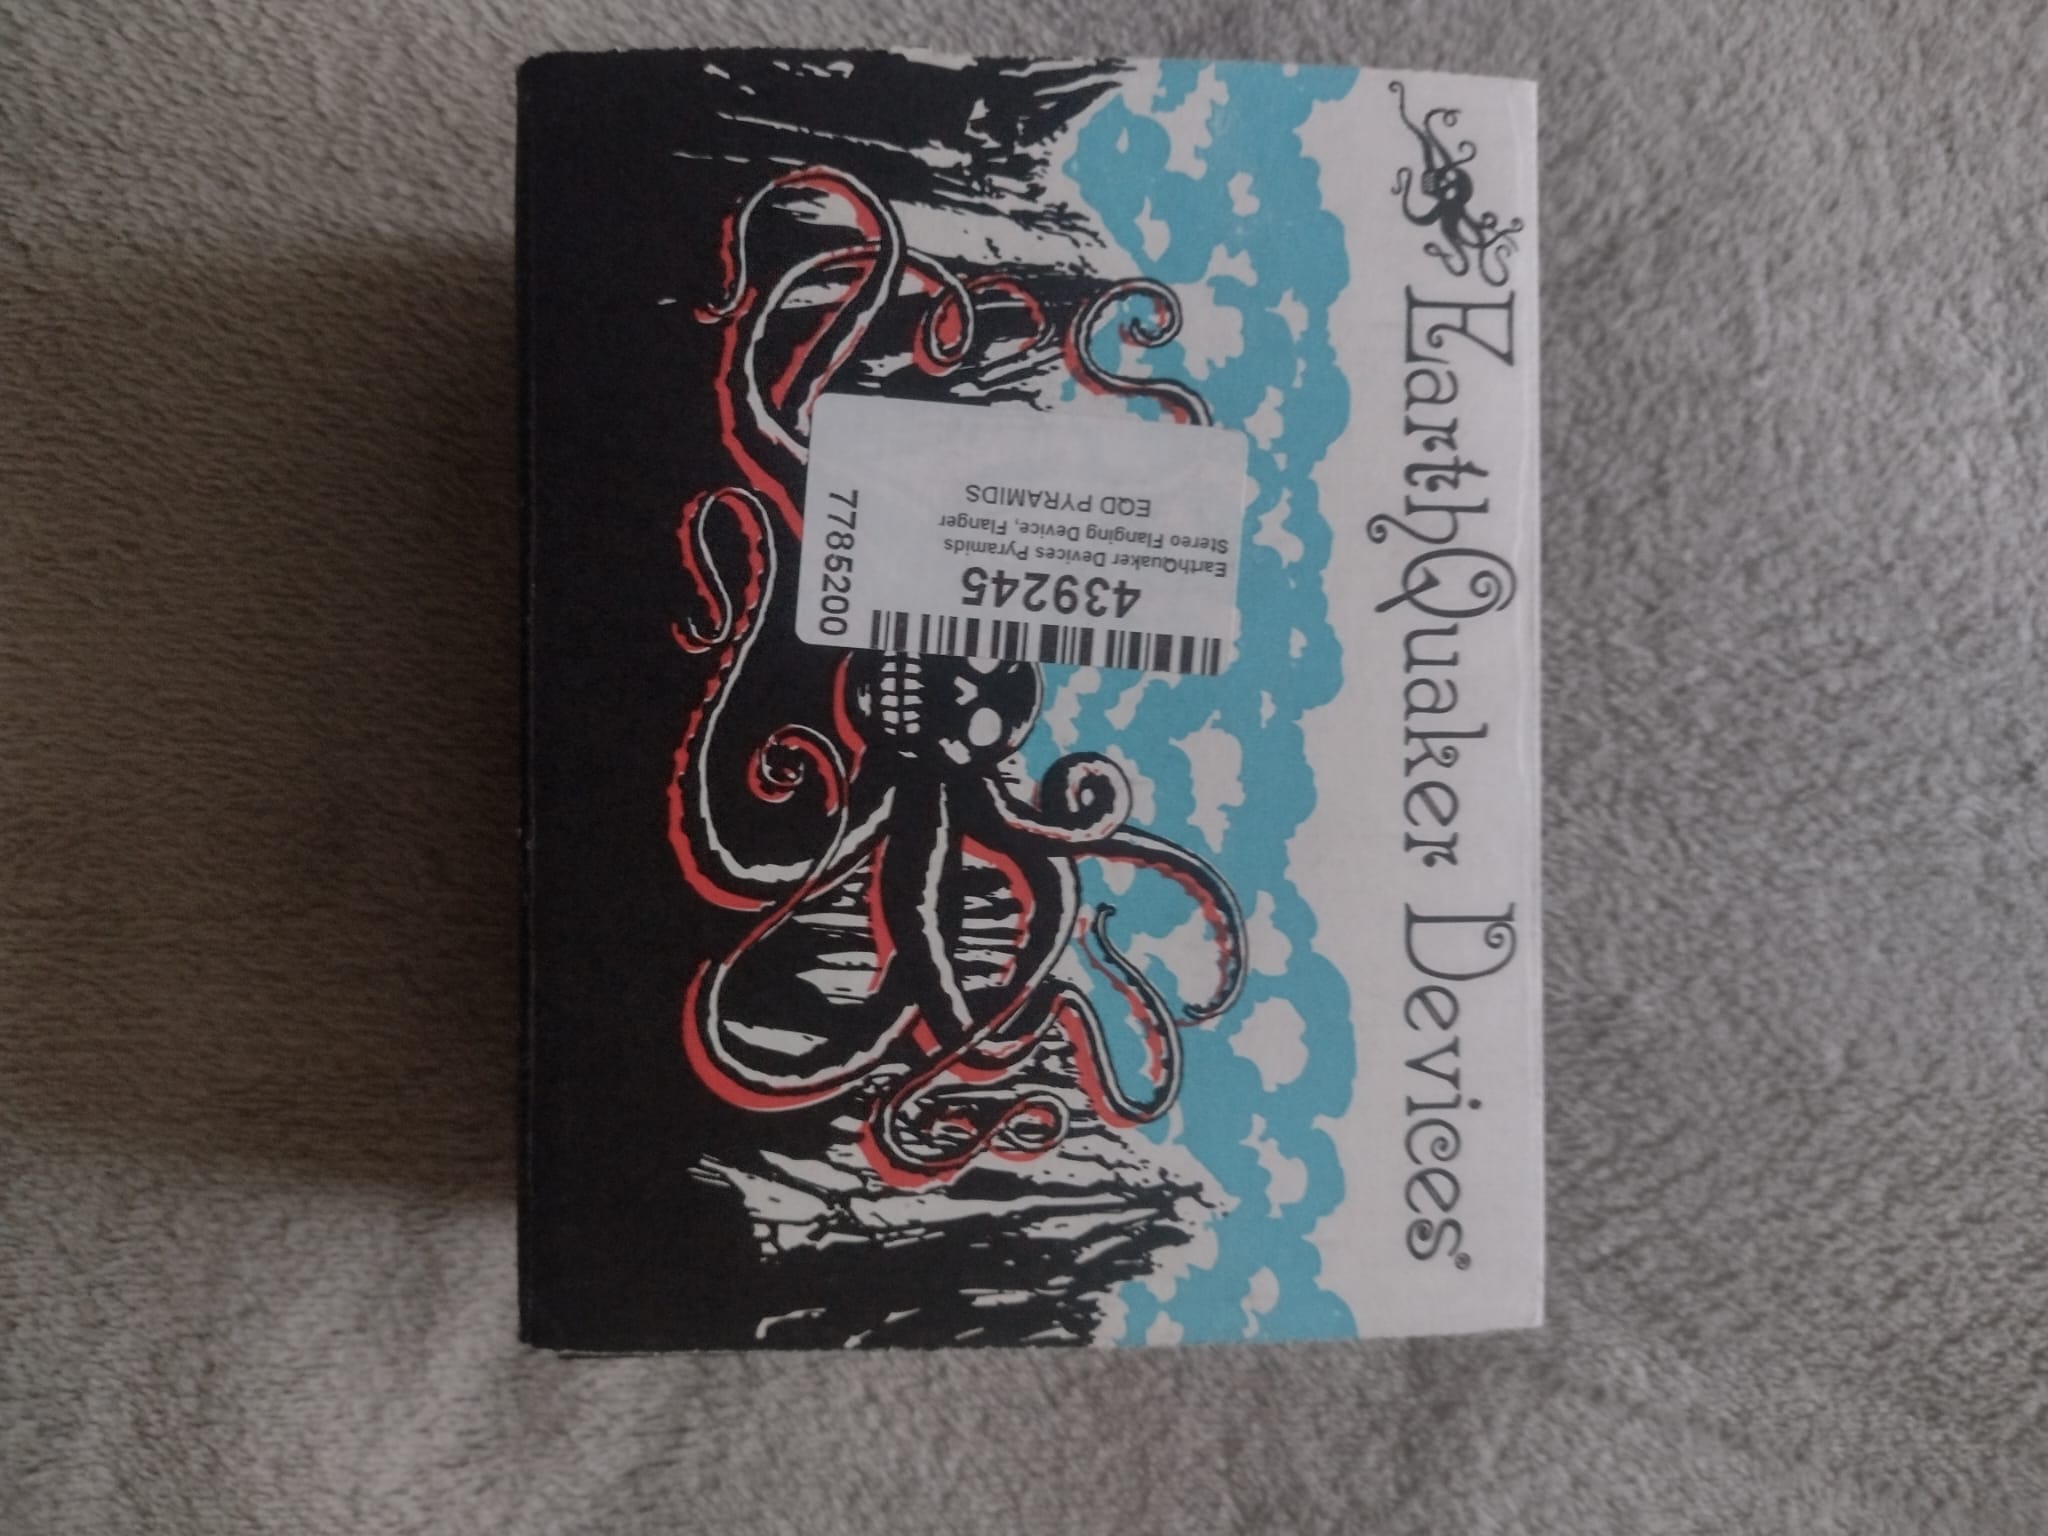 EarthQuaker Devices®
439245
EarthQuaker Devices Pyramids
Stereo Flanging Device, Flanger
EQD PYRAMIDS
7785200